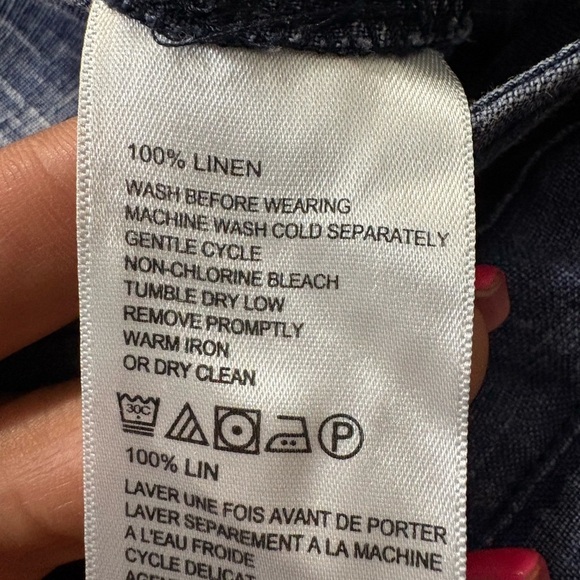 100% LINEN
WASH BEFORE WEARING
MACHINE WASH COLD SEPARATELY
GENTLE CYCLE
NON-CHLORINE BLEACH
TUMBLE DRY LOW
REMOVE PROMPTLY
WARM IRON
OR DRY CLEAN
30C P
100% LIN
LAVER UNE FOIS AVANT DE PORTER
LAVER SEPAREMENT A LA MACHINE
A L'EAU FROIDE
CYCLE DELICAT